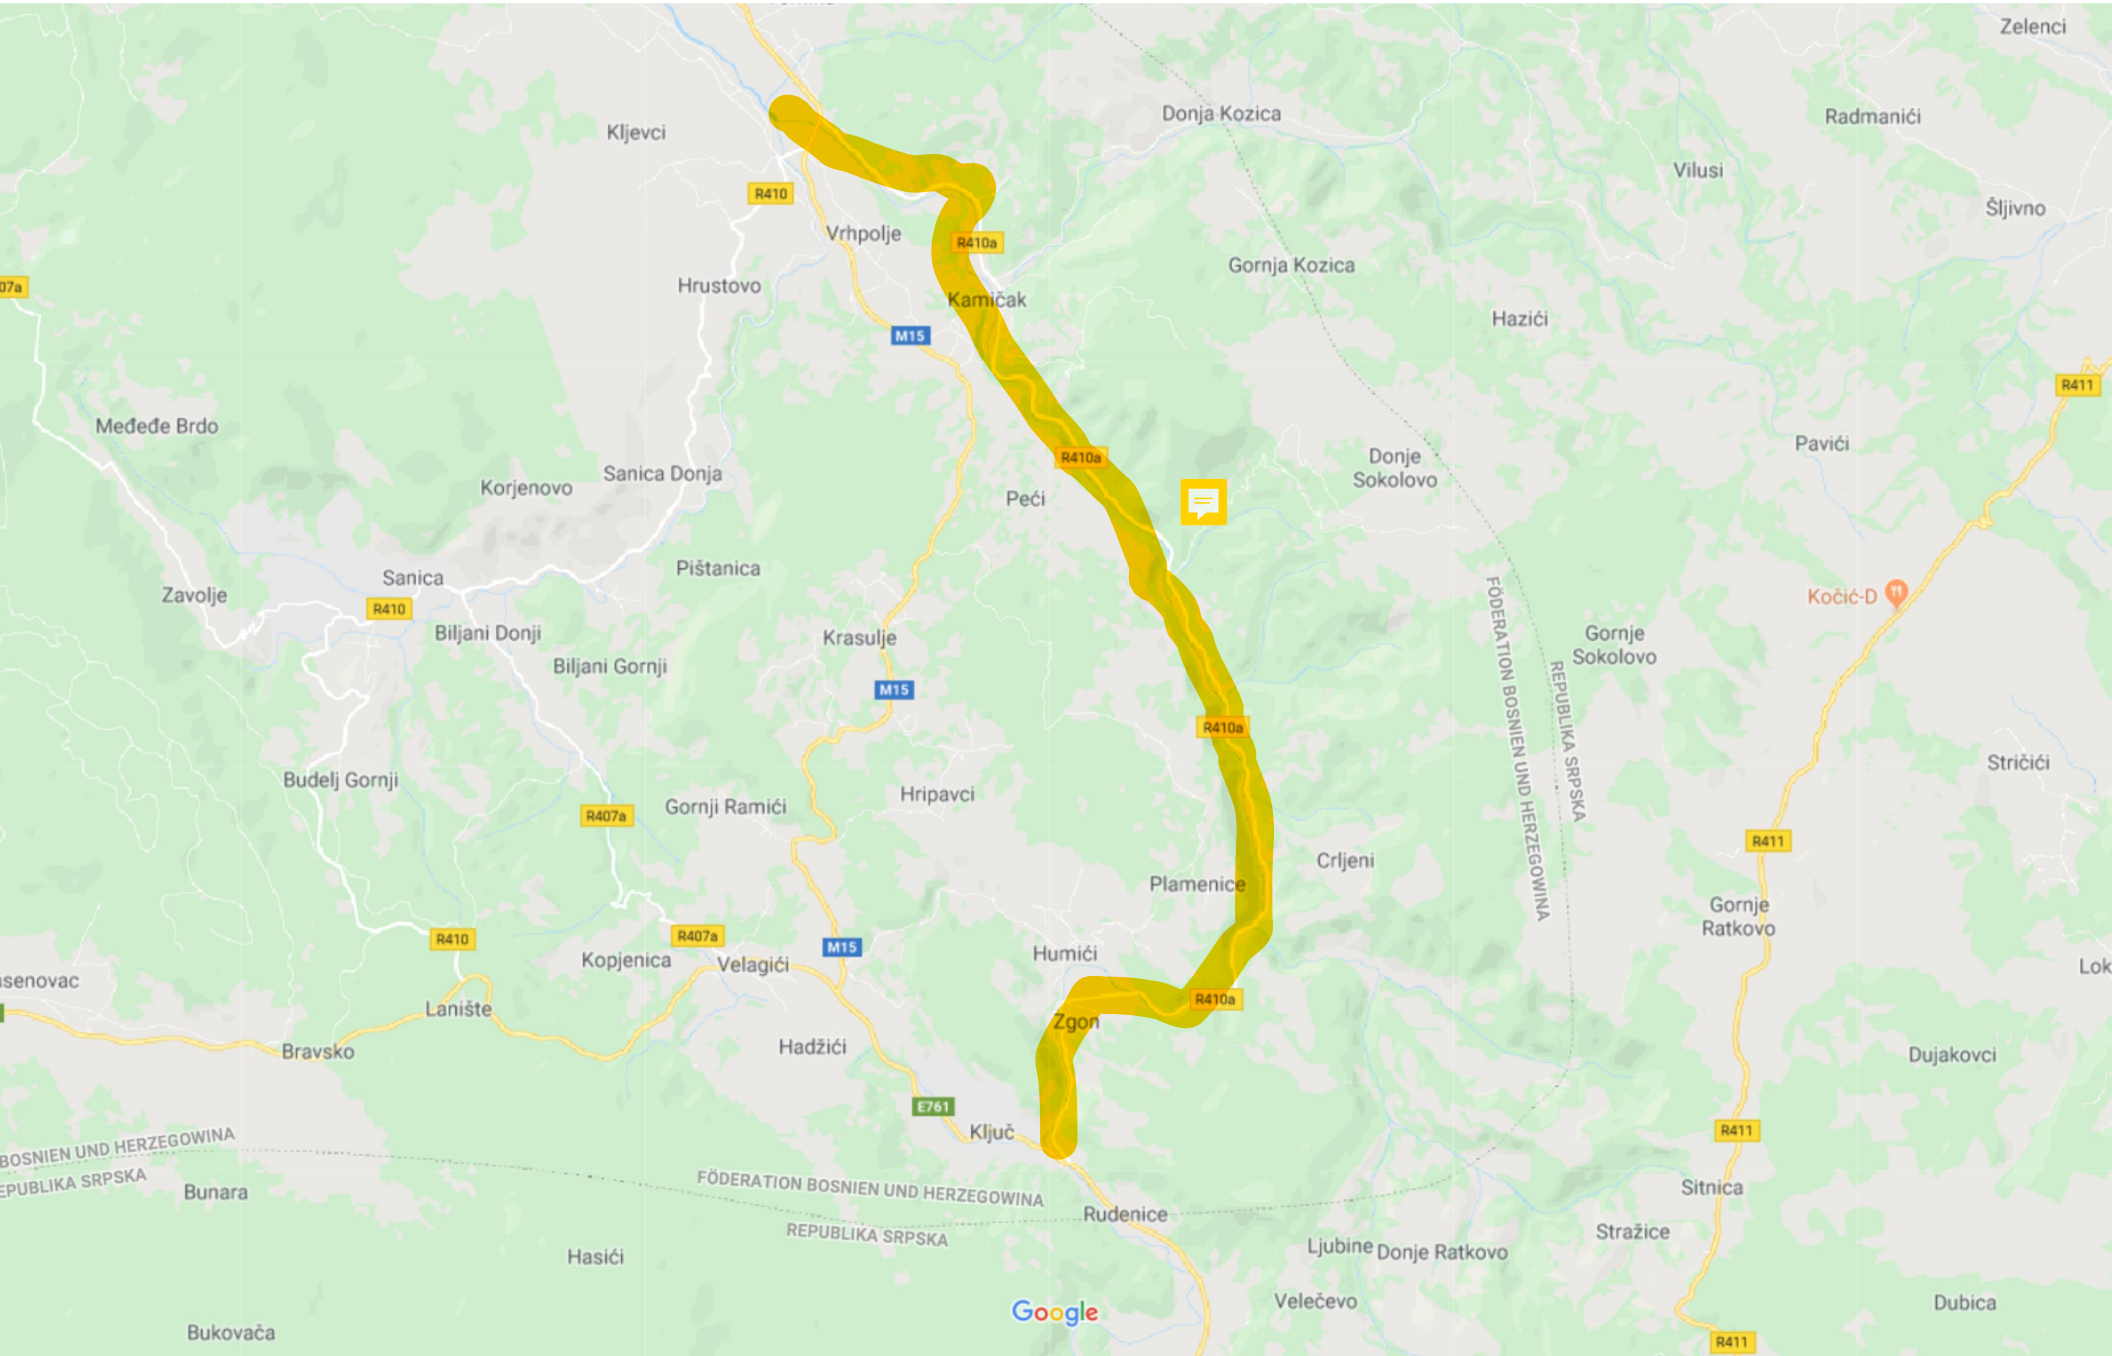 Zelenci
Donja Kozica
Radmanići
Kljevci
Vilusi
R410
Šljivno
Vrhpolje
R410a
Gornja Kozica
Hrustovo
07a
Kamičak
Hazići
M15
R411
Međeđe Brdo
Pavići
R410a
Donje
Sokolovo
Sanica Donja
Korjenovo
Peći
Pištanica
Sanica
Zavolje
R410
Kočić-D
Biljani Donji
Krasulje
Gornje
Sokolovo
Biljani Gornji
M15
FÖDERATION BOSNIEN UND HERZEGOWINA
REPUBLIKA SRPSKA
R410a
Stričići
Budelj Gornji
Hripavci
Gornji Ramići
R407a
R411
Crljeni
Plamenice
Gornje
Ratkovo
R407a
R410
M15
Humići
Kopjenica
Velagići
Lok
asenovac
R410a
Lanište
Zgon
Hadžići
Bravsko
Dujakovci
E761
Ključ
R411
BOSNIEN UND HERZEGOWINA
EPUBLIKA SRPSKA
FÖDERATION BOSNIEN UND HERZEGOWINA
REPUBLIKA SRPSKA
Bunara
Sitnica
Rudenice
Stražice
Ljubine
Donje Ratkovo
Hasići
Velečevo
Dubica
Google
Bukovača
R411